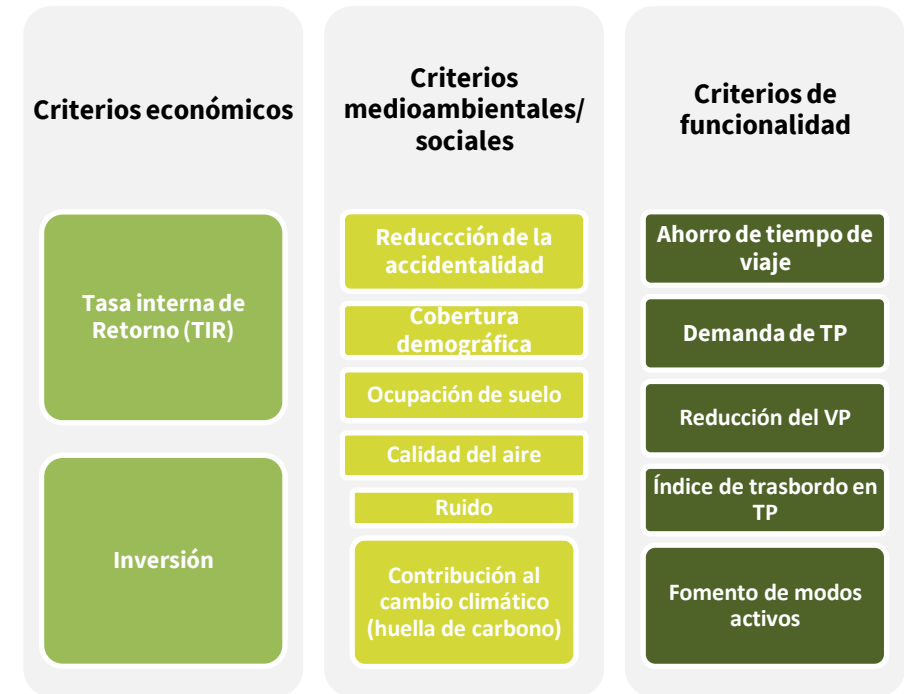 Criterios económicos
Tasa interna de
Retorno (TIR)
Inversión
Criterios
medioambientales/
sociales
Reduccción de la
accidentalidad
Cobertura
demográfica
Ocupación de suelo
Calidad del aire
Ruido
Contribución al
cambio climático
(huella de carbono)
Criterios de
funcionalidad
Ahorro de tiempo de
viaje
Demanda de TP
Reducción del VP
Índice de trasbordo en
TP
Fomento de modos
activos